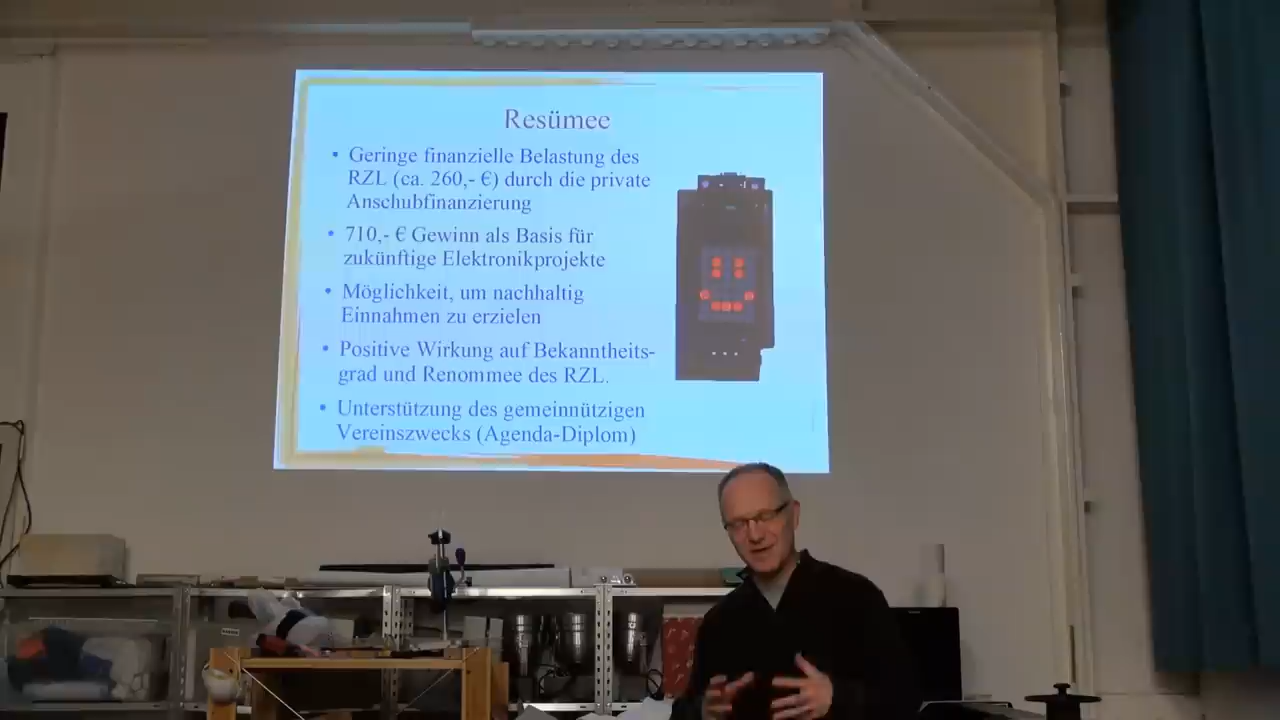 Resümee
• Geringe finanzielle Belastung des
RZL (ca. 260,- €) durch die private
Anschubfinanzierung
• 710,- € Gewinn als Basis für
zukünftige Elektronikprojekte
• Möglichkeit, um nachhaltig
Einnahmen zu erzielen
• Positive Wirkung auf Bekanntheits-
grad und Renommee des RZL.
• Unterstützung des gemeinnützigen
Vereinszwecks (Agenda-Diplom)